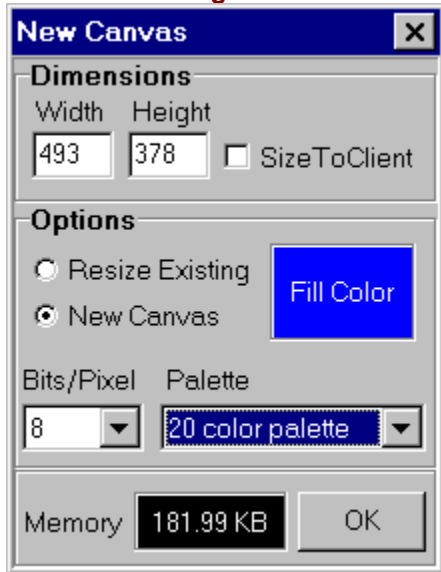 New Canvas
Dimensions
Width Height
493 378 SizeToClient
Options
Resize Existing
Fill Color
New Canvas
Bits/Pixel Palette
8 20 color palette
Memory 181.99 KB OK